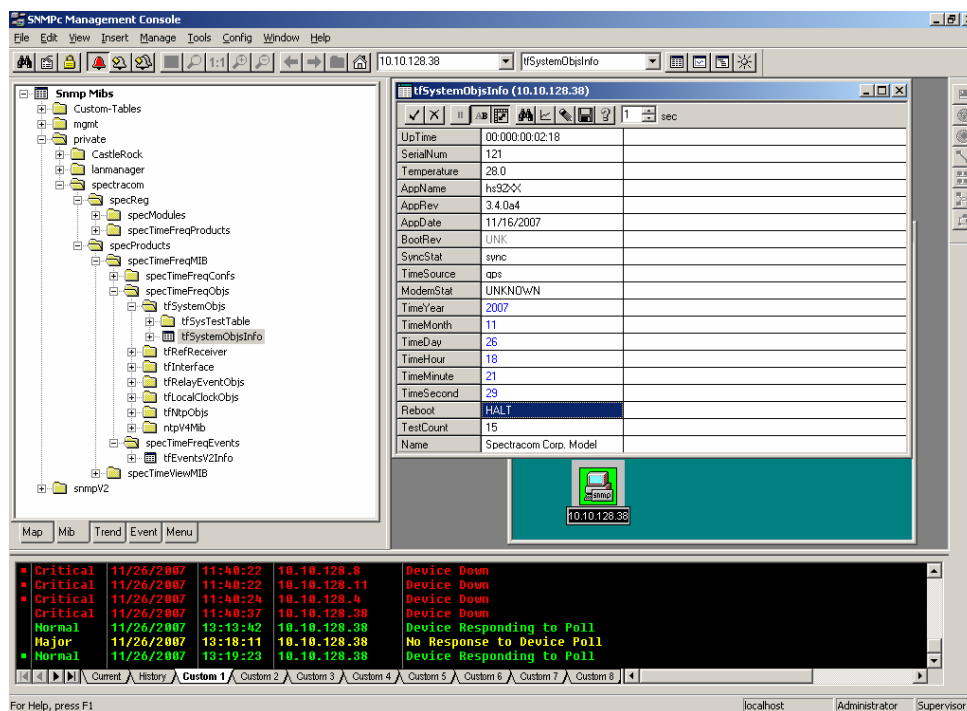 SNMPc Management Console
File Edit View Insert Manage Tools Config Window Help
1:1 10.10.128.38 tfSystemObjsInfo
Snmp Mibs
Custom-Tables
mgmt
private
CastleRock
lanmanager
spectracom
specReg
specModules
specTimeFreqProducts
specProducts
specTimeFreqMIB
specTimeFreqConfs
specTimeFreqObjs
tfSystemObjs
tfSysTestTable
tfSystemObjsInfo
tfRefReceiver
tfInterface
tfRelayEventObjs
tfLocalClockObjs
tfNtpObjs
ntpV4Mib
specTimeFreqEvents
tfEventsV2Info
specTimeViewMIB
snmpV2
Map Mib Trend Event Menu
tfSystemObjsInfo (10.10.128.38)
AB 1 sec
UpTime 00:000:00:02:18
SerialNum 121
Temperature 28.0
AppName hs92XX
AppRev 3.4.0a4
AppDate 11/16/2007
BootRev UNK
SyncStat sync
TimeSource gps
ModemStat UNKNOWN
TimeYear 2007
TimeMonth 11
TimeDay 26
TimeHour 18
TimeMinute 21
TimeSecond 29
Reboot HALT
TestCount 15
Name Spectracom Corp. Model
snmp
10.10.128.38
Critical 11/26/2007 11:40:22 10.10.128.8 Device Down
Critical 11/26/2007 11:40:22 10.10.128.11 Device Down
Critical 11/26/2007 11:40:24 10.10.128.4 Device Down
Critical 11/26/2007 11:40:37 10.10.128.38 Device Down
Normal 11/26/2007 13:13:42 10.10.128.38 Device Responding to Poll
Major 11/26/2007 13:18:11 10.10.128.38 No Response to Device Poll
Normal 11/26/2007 13:19:23 10.10.128.38 Device Responding to Poll
Current History Custom 1 Custom 2 Custom 3 Custom 4 Custom 5 Custom 6 Custom 7 Custom 8
For Help, press F1 localhost Administrator Supervisor